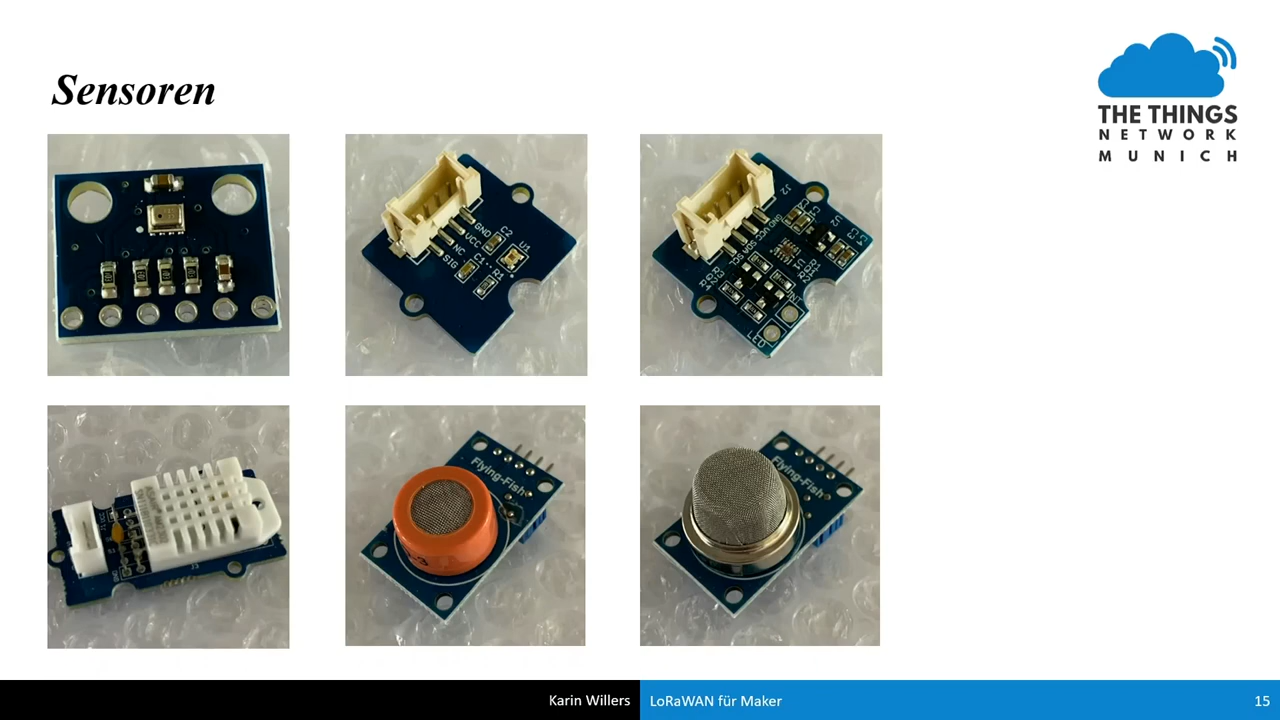 Sensoren
THE THINGS
NETWORK
MUNICH
GND
VCC
NC
SIG
C2
C1
R1
U1
J2
GND VCC SDA SCL
LED
Flying-Fish
Flying-Fish
Karin Willers
LoRaWAN für Maker
15